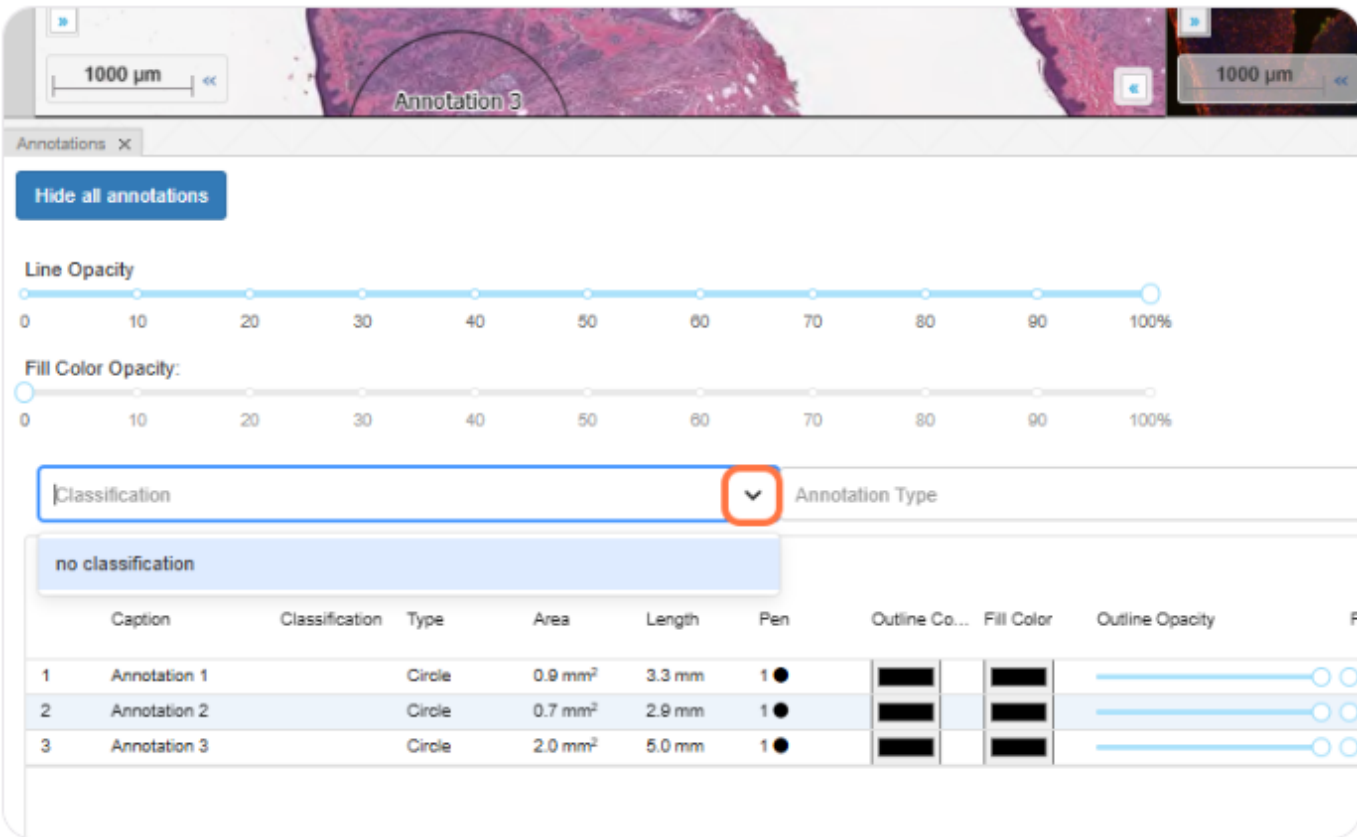 1000 µm
Annotation 3
1000 µm
Annotations
Hide all annotations
Line Opacity
0 10 20 30 40 50 60 70 80 90 100%
Fill Color Opacity:
0 10 20 30 40 50 60 70 80 90 100%
Classification Annotation Type
no classification
Caption Classification Type Area Length Pen Outline Co... Fill Color Outline Opacity F
1 Annotation 1 Circle 0.9 mm² 3.3 mm 1
2 Annotation 2 Circle 0.7 mm² 2.9 mm 1
3 Annotation 3 Circle 2.0 mm² 5.0 mm 1